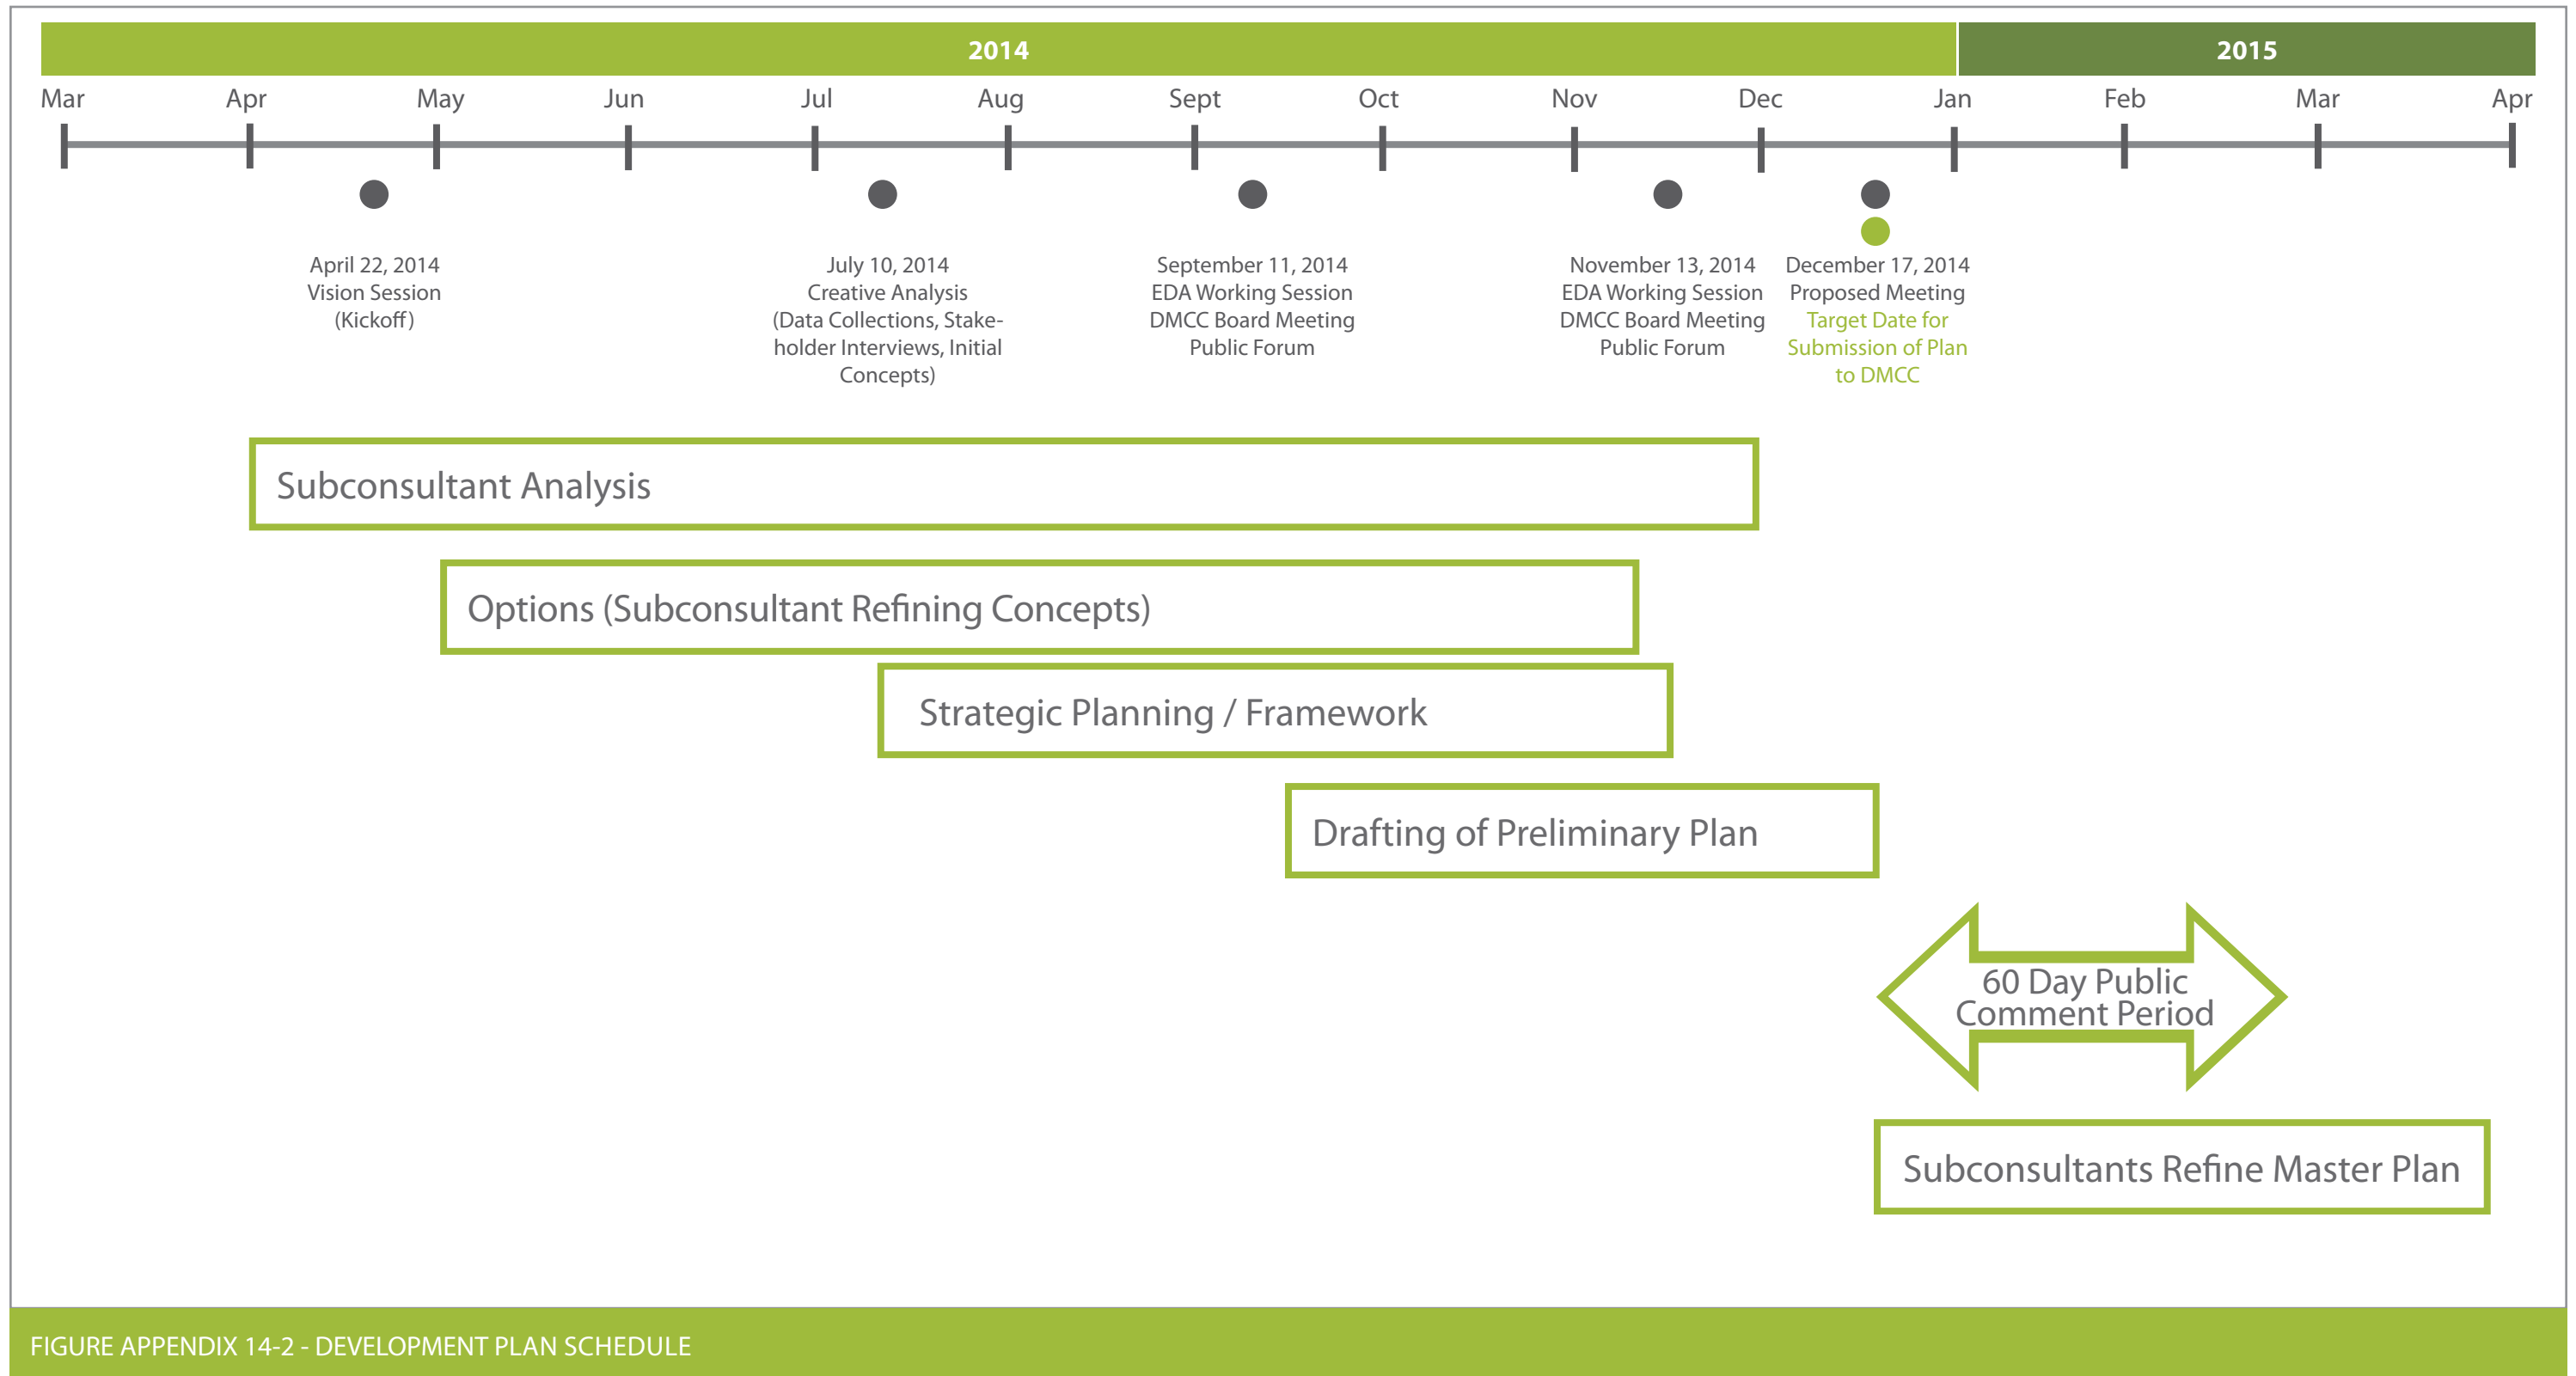 2014
2015
Mar
Apr
May
Jun
Jul
Aug
Sept
Oct
Nov
Dec
Jan
Feb
Mar
Apr
April 22, 2014
Vision Session
(Kickoff)
July 10, 2014
Creative Analysis
(Data Collections, Stake-
holder Interviews, Initial
Concepts)
September 11, 2014
EDA Working Session
DMCC Board Meeting
Public Forum
November 13, 2014
EDA Working Session
DMCC Board Meeting
Public Forum
December 17, 2014
Proposed Meeting
Target Date for
Submission of Plan
to DMCC
Subconsultant Analysis
Options (Subconsultant Refining Concepts)
Strategic Planning / Framework
Drafting of Preliminary Plan
60 Day Public
Comment Period
Subconsultants Refine Master Plan
FIGURE APPENDIX 14-2 - DEVELOPMENT PLAN SCHEDULE